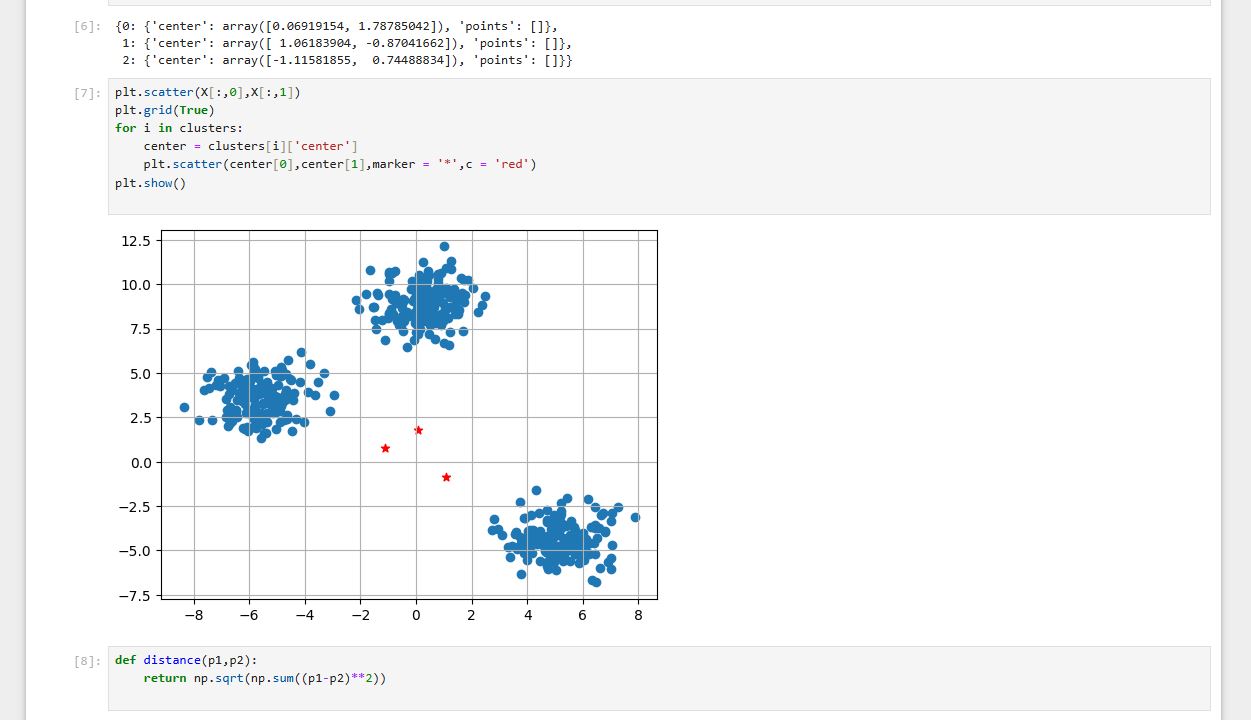 [6]: {0: {'center': array([0.06919154, 1.78785042]), 'points': []},
1: {'center': array([ 1.06183904, -0.87041662]), 'points': []},
2: {'center': array([-1.11581855,  0.74488834]), 'points': []}}
[7]: plt.scatter(X[:,0],X[:,1])
plt.grid(True)
for i in clusters:
    center = clusters[i]['center']
    plt.scatter(center[0],center[1],marker = '*',c = 'red')
plt.show()
12.5
10.0
7.5
5.0
2.5
0.0
−2.5
−5.0
−7.5
−8 −6 −4 −2 0 2 4 6 8
[8]: def distance(p1,p2):
    return np.sqrt(np.sum((p1-p2)**2))